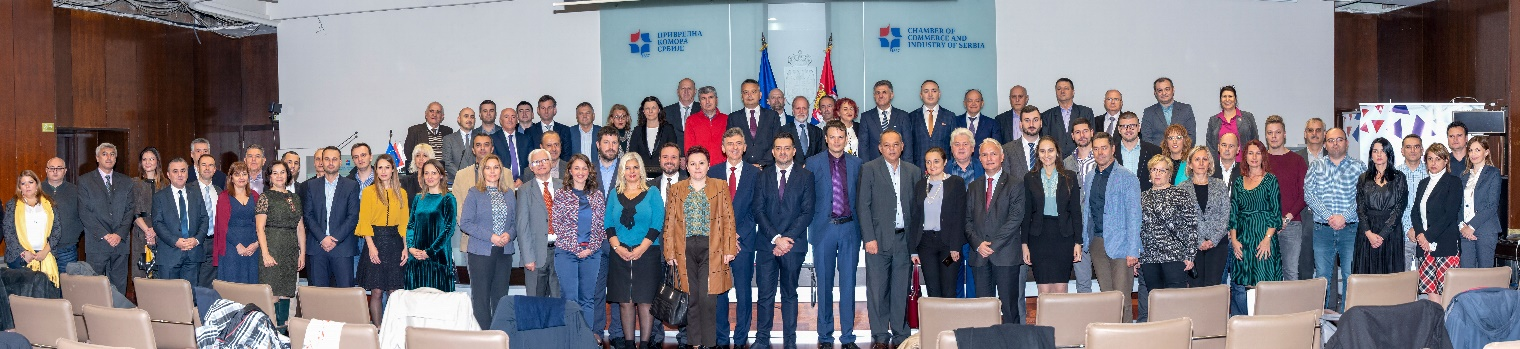 ПРИВРЕДНА
КОМОРА
СРБИЈЕ
CHAMBER OF
COMMERCE AND
INDUSTRY OF SERBIA